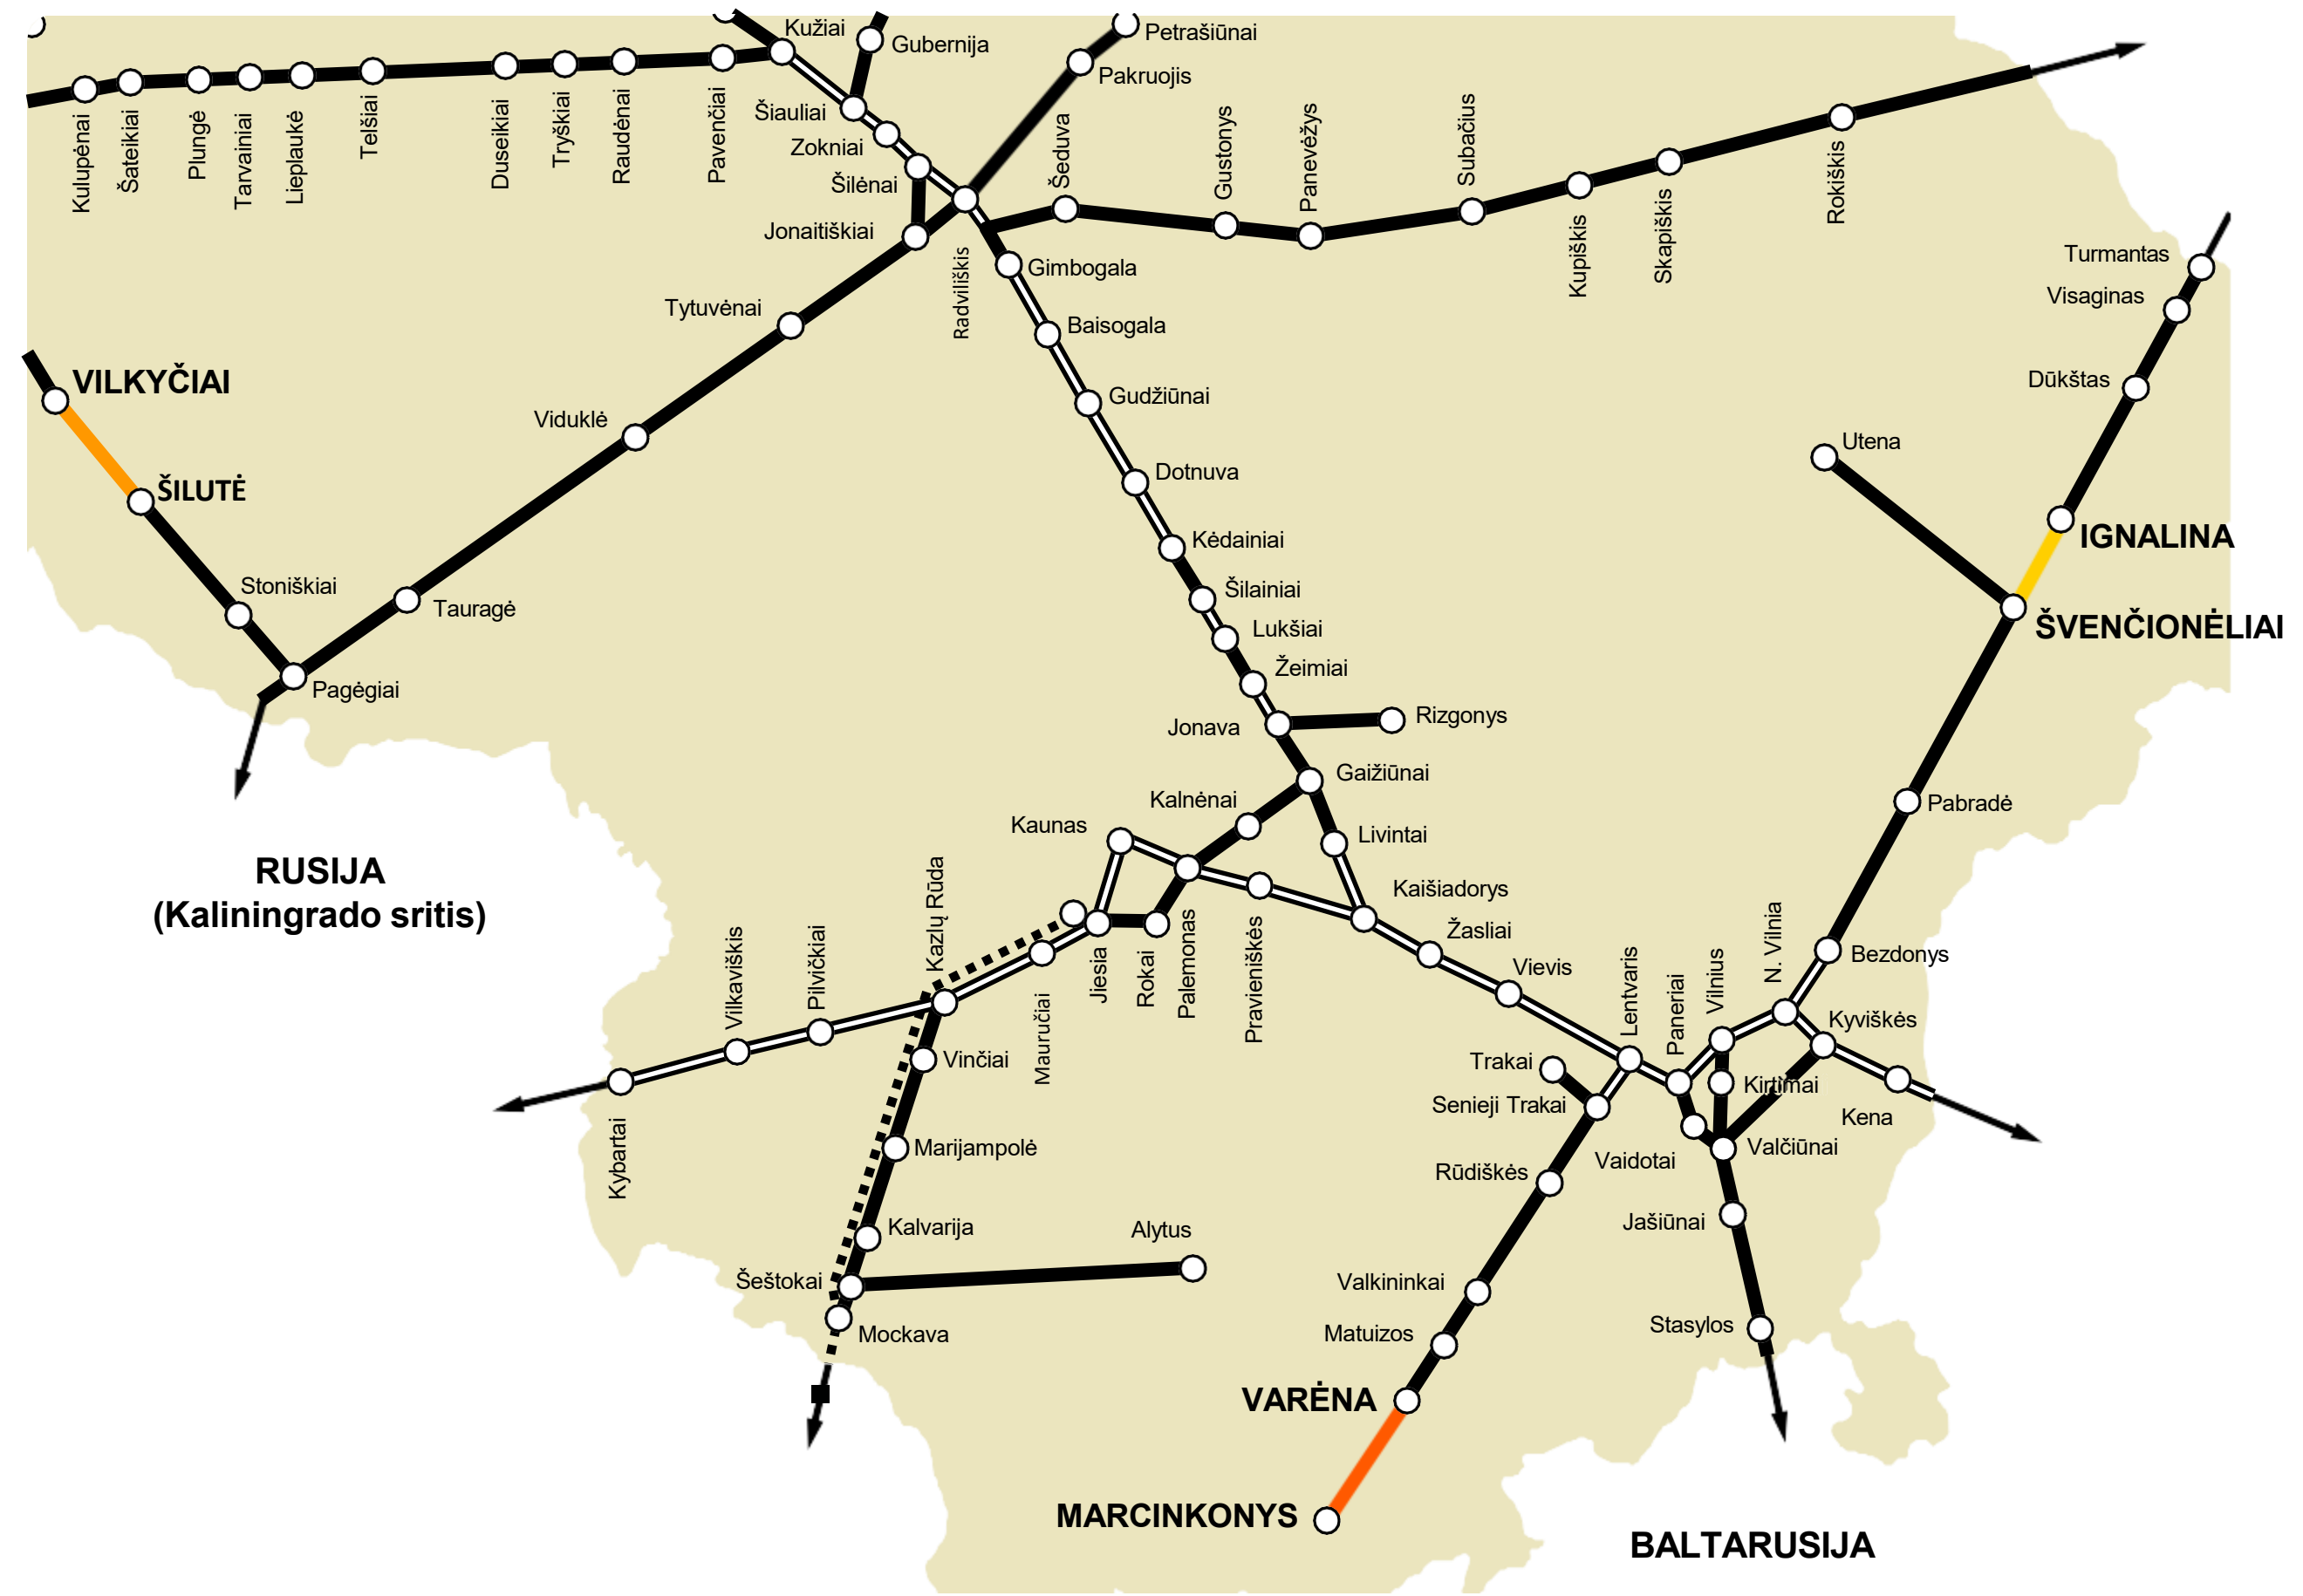 Kužiai
Gubernija
Petrašiūnai
Pakruojis
Kulupėnai
Šateikiai
Plungė
Tarvainiai
Lieplaukė
Telšiai
Duseikiai
Tryškiai
Raudėnai
Pavenčiai
Šiauliai
Zokniai
Šilėnai
Jonaitiškiai
Radviliškis
Šeduva
Gustonys
Panevėžys
Subačius
Kupiškis
Skapiškis
Rokiškis
Turmantas
Visaginas
Dūkštas
Gimbogala
Baisogala
Gudžiūnai
Tytuvėnai
Viduklė
VILKYČIAI
ŠILUTĖ
Stoniškiai
Tauragė
Pagėgiai
Dotnuva
Kėdainiai
Šilainiai
Lukšiai
Žeimiai
Jonava
Rizgonys
Utena
IGNALINA
ŠVENČIONĖLIAI
Gaižiūnai
Kalnėnai
Kaunas
Livintai
Pabradė
RUSIJA
(Kaliningrado sritis)
Kaišiadorys
Žasliai
Vievis
Kazlų Rūda
Vilkaviškis
Pilviškiai
Mauručiai
Jiesia
Rokai
Palemonas
Pravieniškės
Lentvaris
Paneriai
Vilnius
N. Vilnia
Bezdonys
Kyviškės
Kirtimai
Kena
Trakai
Senieji Trakai
Vaidotai
Valčiūnai
Rūdiškės
Jašiūnai
Kybartai
Vinčiai
Marijampolė
Kalvarija
Alytus
Šeštokai
Mockava
Valkininkai
Matuizos
Stasylos
VARĖNA
MARCINKONYS
BALTARUSIJA